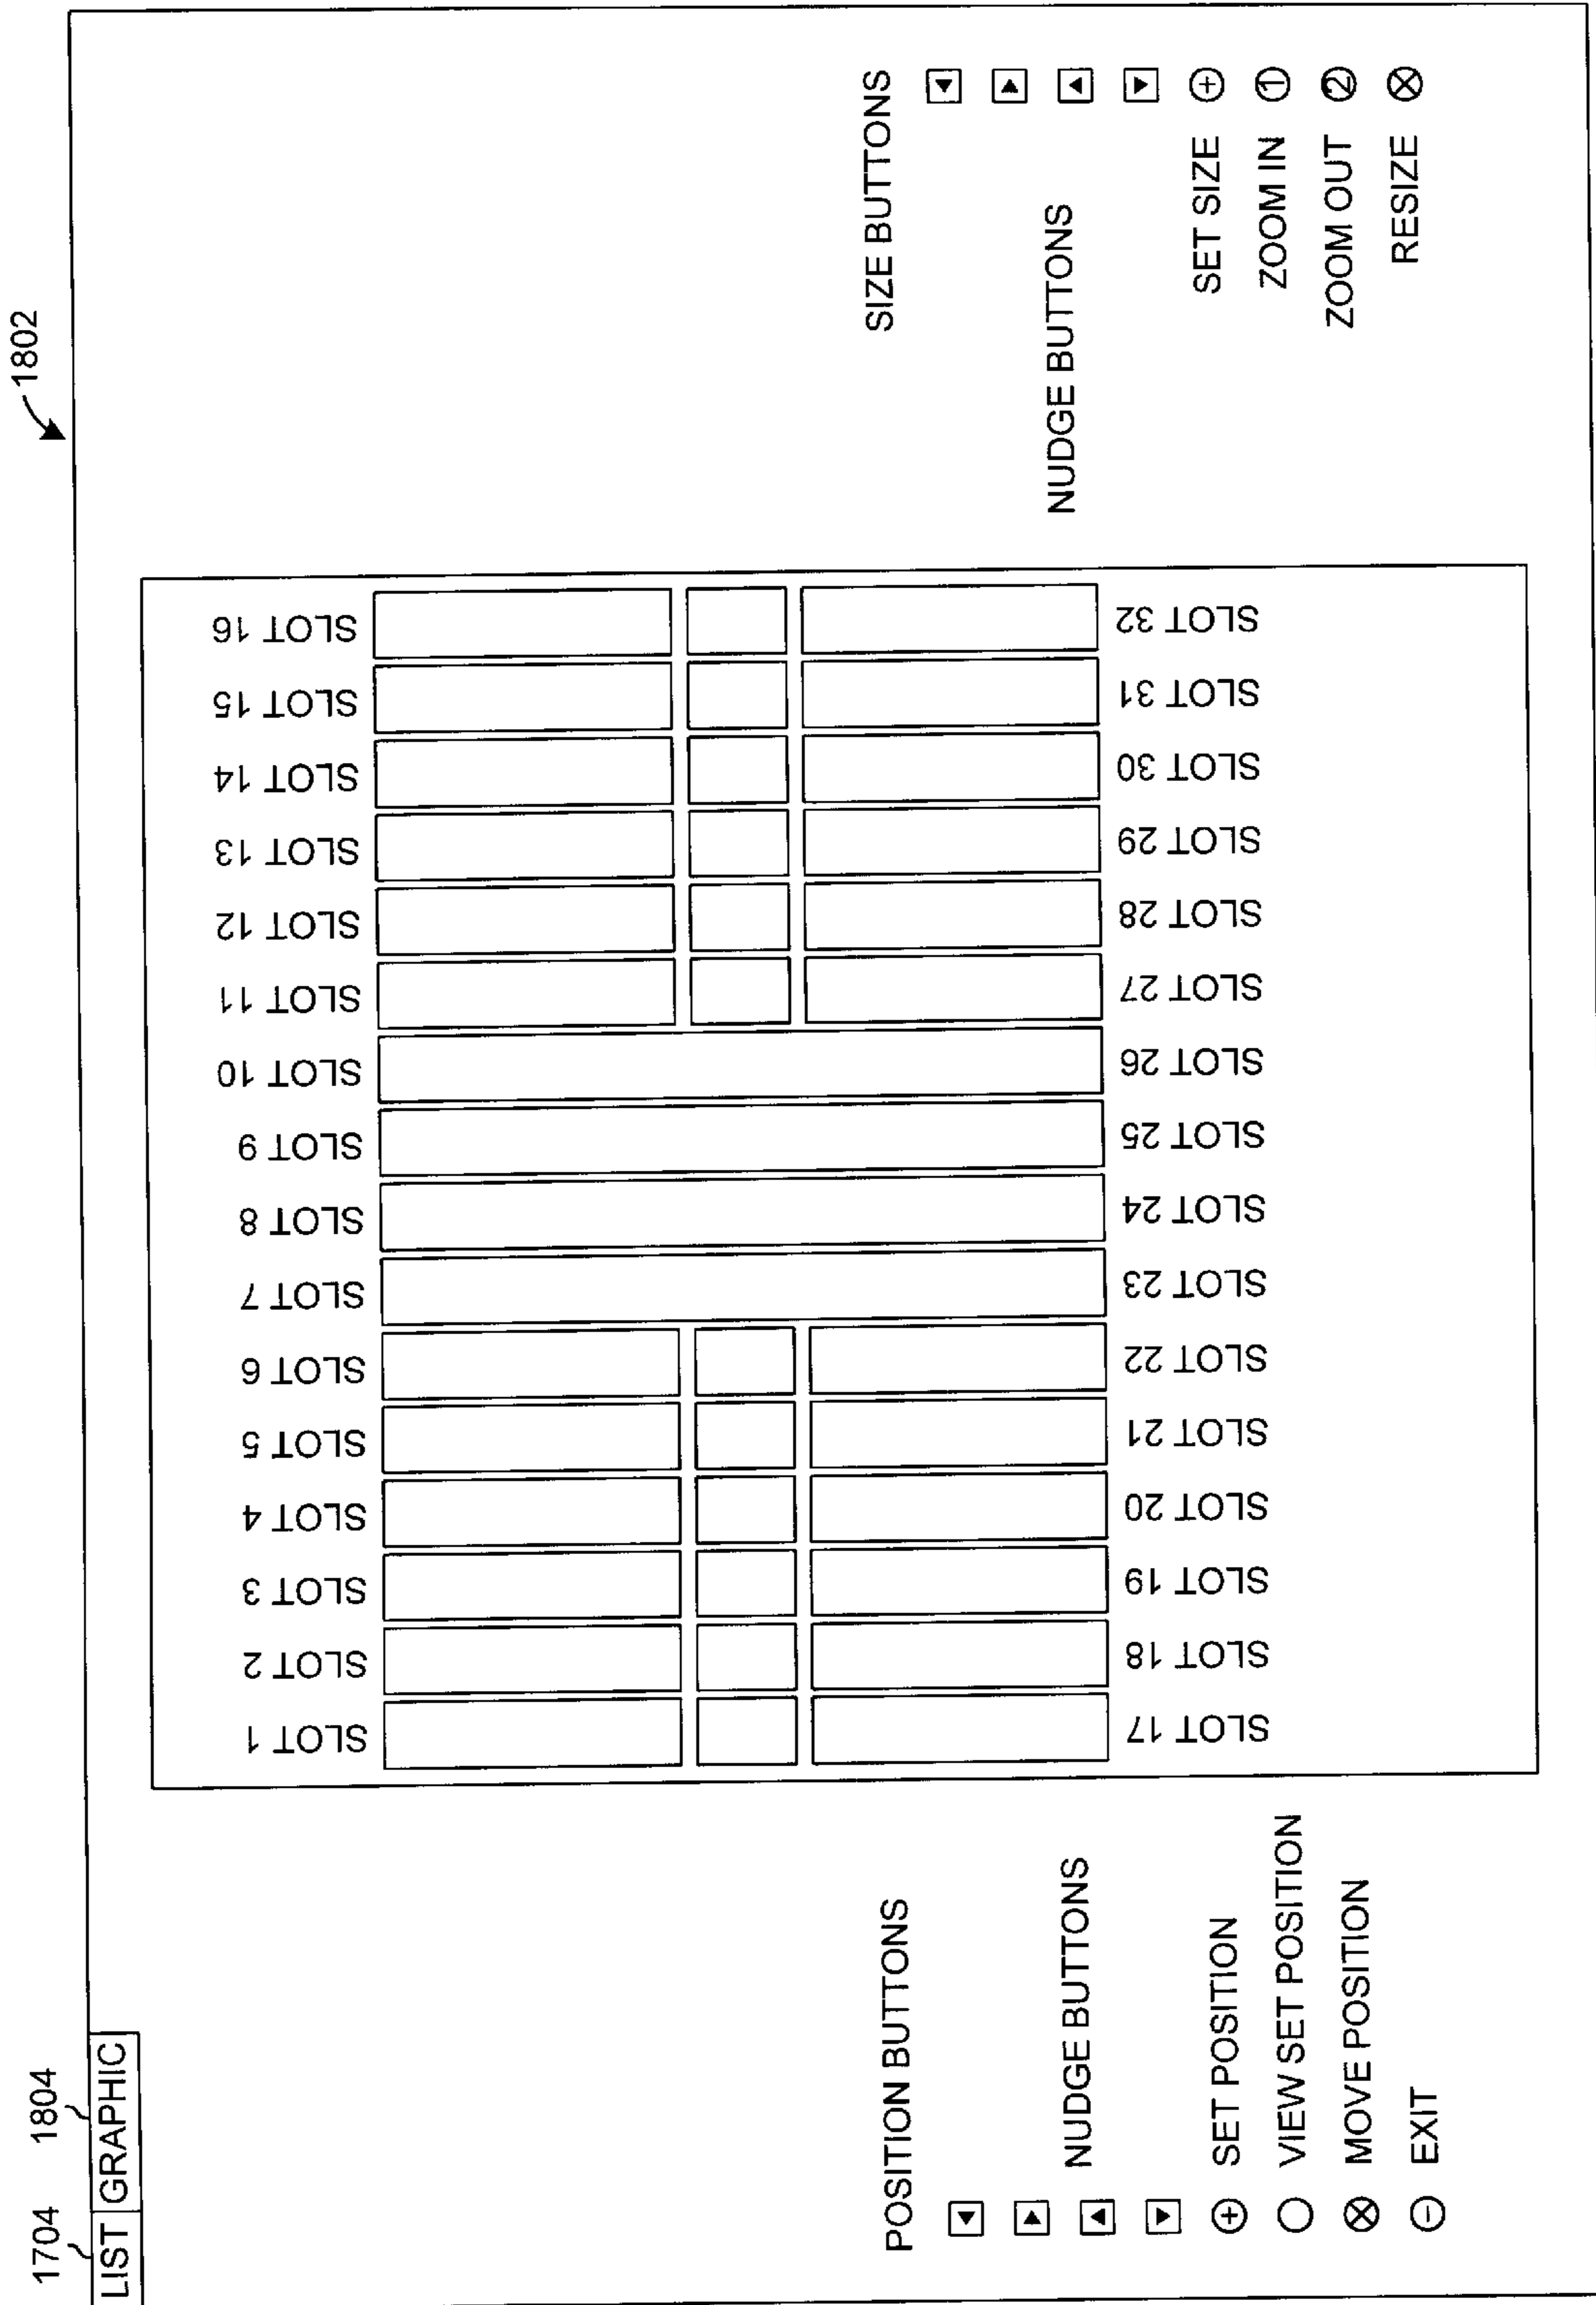 1802
1704 1804
LIST GRAPHIC
SLOT 1 SLOT 2 SLOT 3 SLOT 4 SLOT 5 SLOT 6 SLOT 7 SLOT 8 SLOT 9 SLOT 10 SLOT 11 SLOT 12 SLOT 13 SLOT 14 SLOT 15 SLOT 16
SLOT 17 SLOT 18 SLOT 19 SLOT 20 SLOT 21 SLOT 22 SLOT 23 SLOT 24 SLOT 25 SLOT 26 SLOT 27 SLOT 28 SLOT 29 SLOT 30 SLOT 31 SLOT 32
POSITION BUTTONS
NUDGE BUTTONS
+ SET POSITION
VIEW SET POSITION
MOVE POSITION
- EXIT
SIZE BUTTONS
NUDGE BUTTONS
SET SIZE +
ZOOM IN 1
ZOOM OUT 2
RESIZE